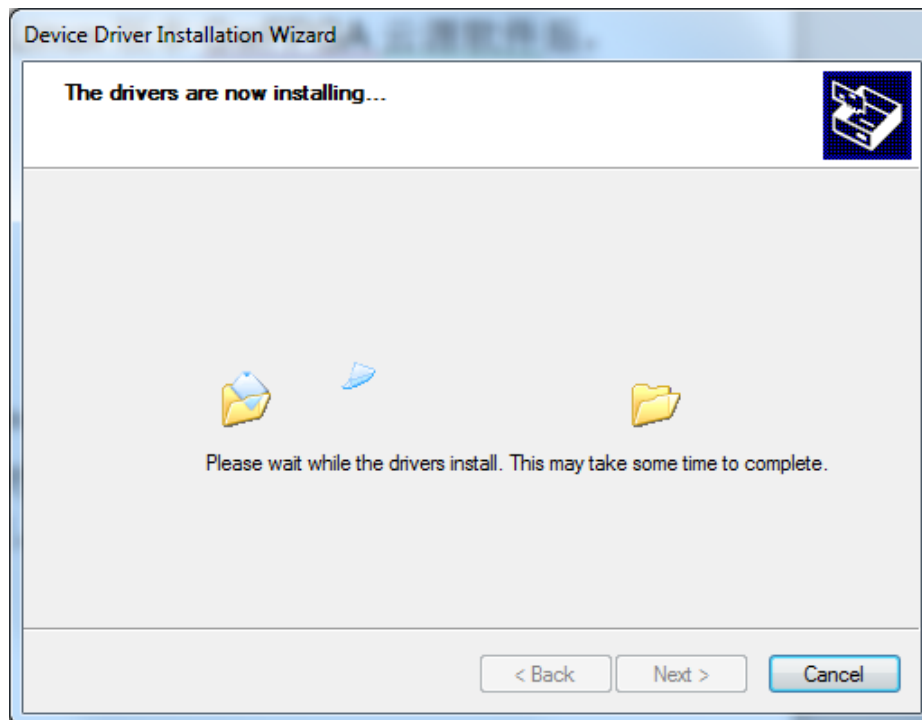 Device Driver Installation Wizard
The drivers are now installing...
Please wait while the drivers install. This may take some time to complete.
< Back
Next >
Cancel